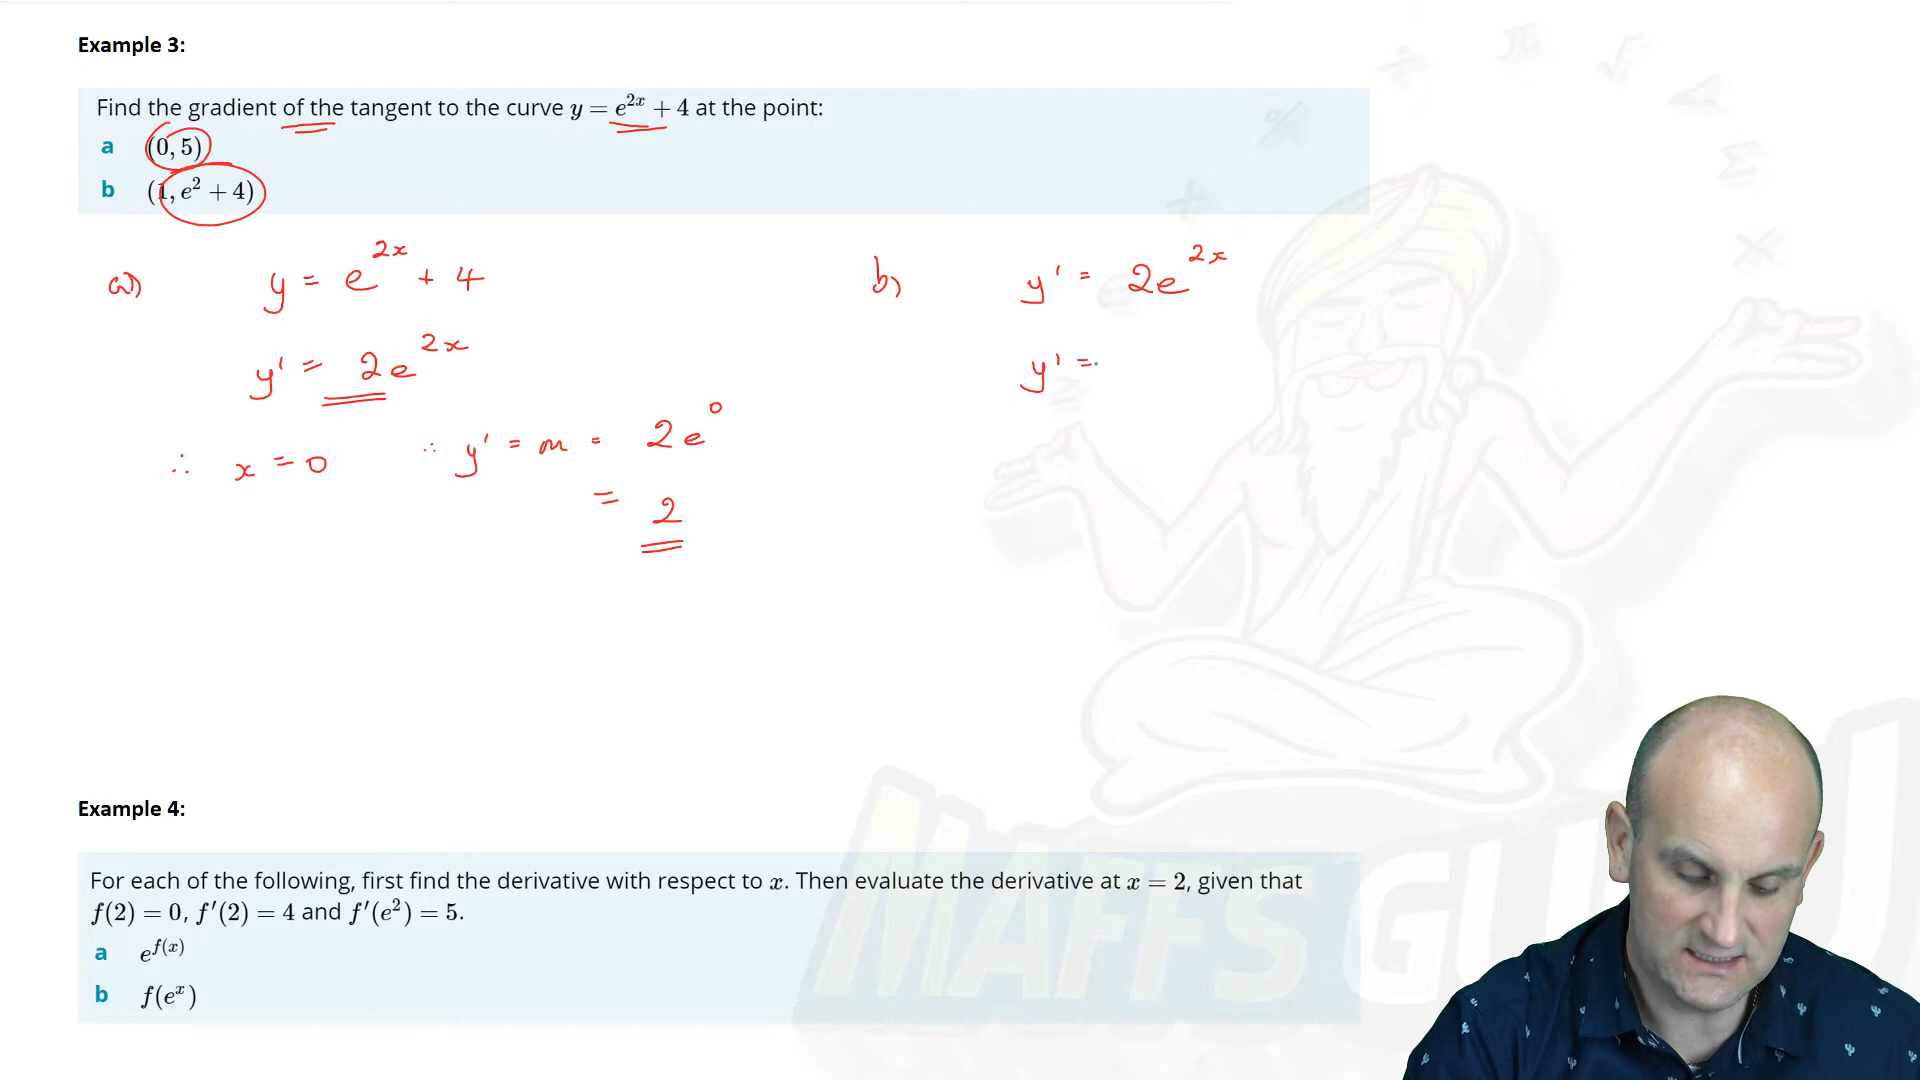 Example 3:
Find the gradient of the tangent to the curve y = e^{2x} + 4 at the point:
a (0, 5)
b (1, e^2 + 4)
a) y = e^{2x} + 4
y' = 2e^{2x}
∴ x = 0 ∴ y' = m = 2e^0
= 2
b) y' = 2e^{2x}
y' =
Example 4:
For each of the following, first find the derivative with respect to x. Then evaluate the derivative at x = 2, given that
f(2) = 0, f'(2) = 4 and f'(e^2) = 5.
a e^{f(x)}
b f(e^x)
MAFFS GURU